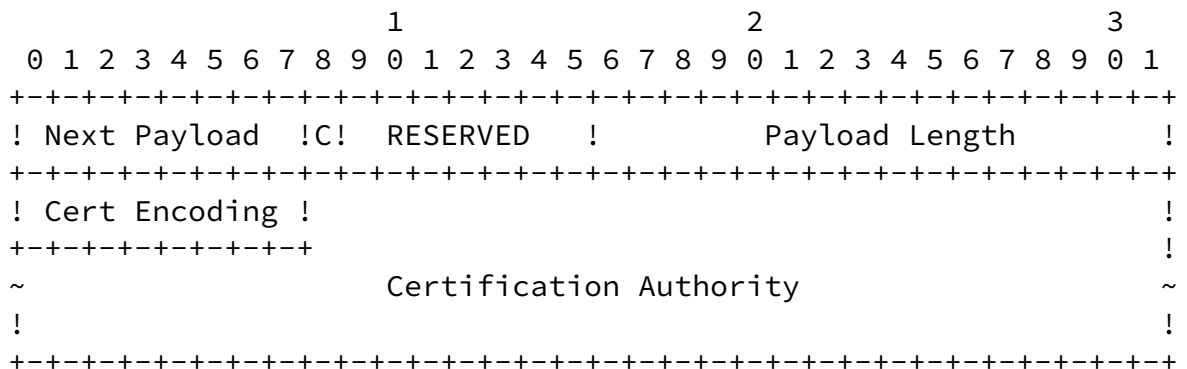 1                   2                   3
 0 1 2 3 4 5 6 7 8 9 0 1 2 3 4 5 6 7 8 9 0 1 2 3 4 5 6 7 8 9 0 1
+-+-+-+-+-+-+-+-+-+-+-+-+-+-+-+-+-+-+-+-+-+-+-+-+-+-+-+-+-+-+-+-+
! Next Payload  !C!  RESERVED   !         Payload Length        !
+-+-+-+-+-+-+-+-+-+-+-+-+-+-+-+-+-+-+-+-+-+-+-+-+-+-+-+-+-+-+-+-+
! Cert Encoding !                                               !
+-+-+-+-+-+-+-+-+                                               !
~                    Certification Authority                    ~
!                                                               !
+-+-+-+-+-+-+-+-+-+-+-+-+-+-+-+-+-+-+-+-+-+-+-+-+-+-+-+-+-+-+-+-+